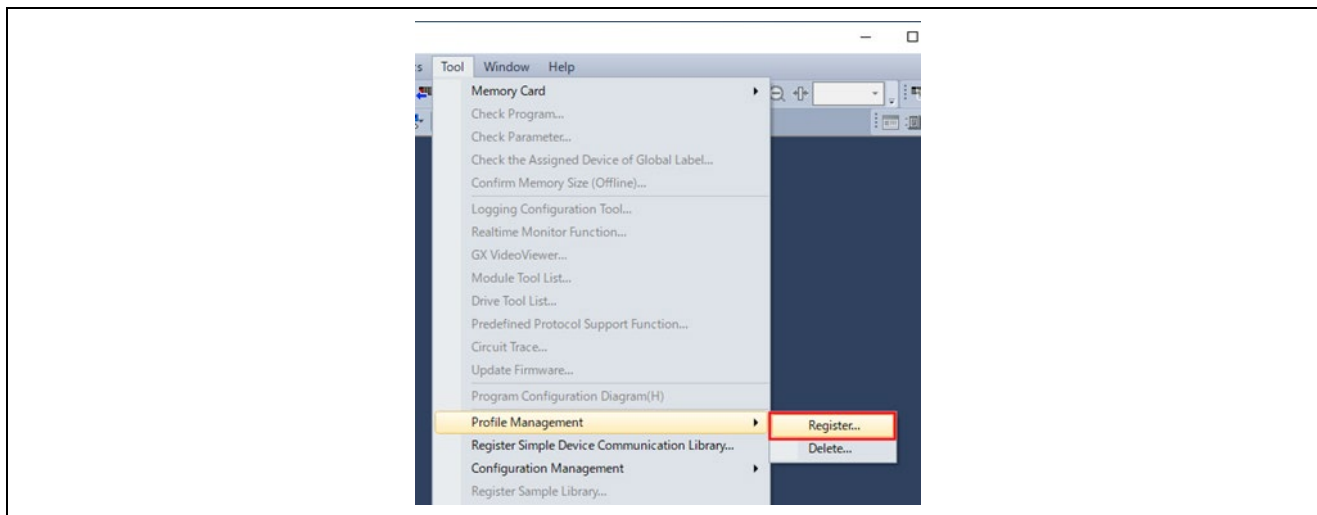 s Tool Window Help
Memory Card
Check Program...
Check Parameter...
Check the Assigned Device of Global Label...
Confirm Memory Size (Offline)...
Logging Configuration Tool...
Realtime Monitor Function...
GX VideoViewer...
Module Tool List...
Drive Tool List...
Predefined Protocol Support Function...
Circuit Trace...
Update Firmware...
Program Configuration Diagram(H)
Profile Management
Register...
Register Simple Device Communication Library...
Delete...
Configuration Management
Register Sample Library...